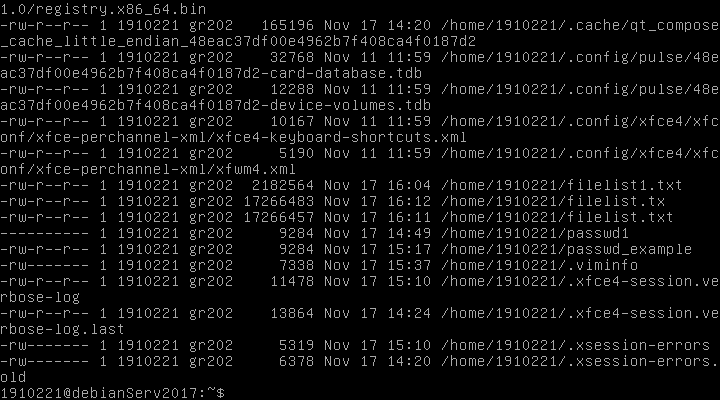 1.0/registry.x86_64.bin
-rw-r--r-- 1 1910221 gr202   165196 Nov 17 14:20 /home/1910221/.cache/qt_compose
_cache_little_endian_48eac37df00e4962b7f408ca4f0187d2
-rw-r--r-- 1 1910221 gr202    32768 Nov 11 11:59 /home/1910221/.config/pulse/48e
ac37df00e4962b7f408ca4f0187d2-card-database.tdb
-rw-r--r-- 1 1910221 gr202    12288 Nov 11 11:59 /home/1910221/.config/pulse/48e
ac37df00e4962b7f408ca4f0187d2-device-volumes.tdb
-rw-r--r-- 1 1910221 gr202    10167 Nov 11 11:59 /home/1910221/.config/xfce4/xfc
onf/xfce-perchannel-xml/xfce4-keyboard-shortcuts.xml
-rw-r--r-- 1 1910221 gr202     5190 Nov 11 11:59 /home/1910221/.config/xfce4/xfc
onf/xfce-perchannel-xml/xfwm4.xml
-rw-r--r-- 1 1910221 gr202  2182564 Nov 17 16:04 /home/1910221/filelist1.txt
-rw-r--r-- 1 1910221 gr202 17266483 Nov 17 16:12 /home/1910221/filelist.tx
-rw-r--r-- 1 1910221 gr202 17266457 Nov 17 16:11 /home/1910221/filelist.txt
---------- 1 1910221 gr202     9284 Nov 17 14:49 /home/1910221/passwd1
-rw-r--r-- 1 1910221 gr202     9284 Nov 17 15:17 /home/1910221/passwd_example
-rw------- 1 1910221 gr202     7338 Nov 17 15:37 /home/1910221/.viminfo
-rw-r--r-- 1 1910221 gr202    11478 Nov 17 15:10 /home/1910221/.xfce4-session.ve
rbose-log
-rw-r--r-- 1 1910221 gr202    13864 Nov 17 14:24 /home/1910221/.xfce4-session.ve
rbose-log.last
-rw------- 1 1910221 gr202     5319 Nov 17 15:10 /home/1910221/.xsession-errors
-rw------- 1 1910221 gr202     6378 Nov 17 14:20 /home/1910221/.xsession-errors.
old
1910221@debianServ2017:~$